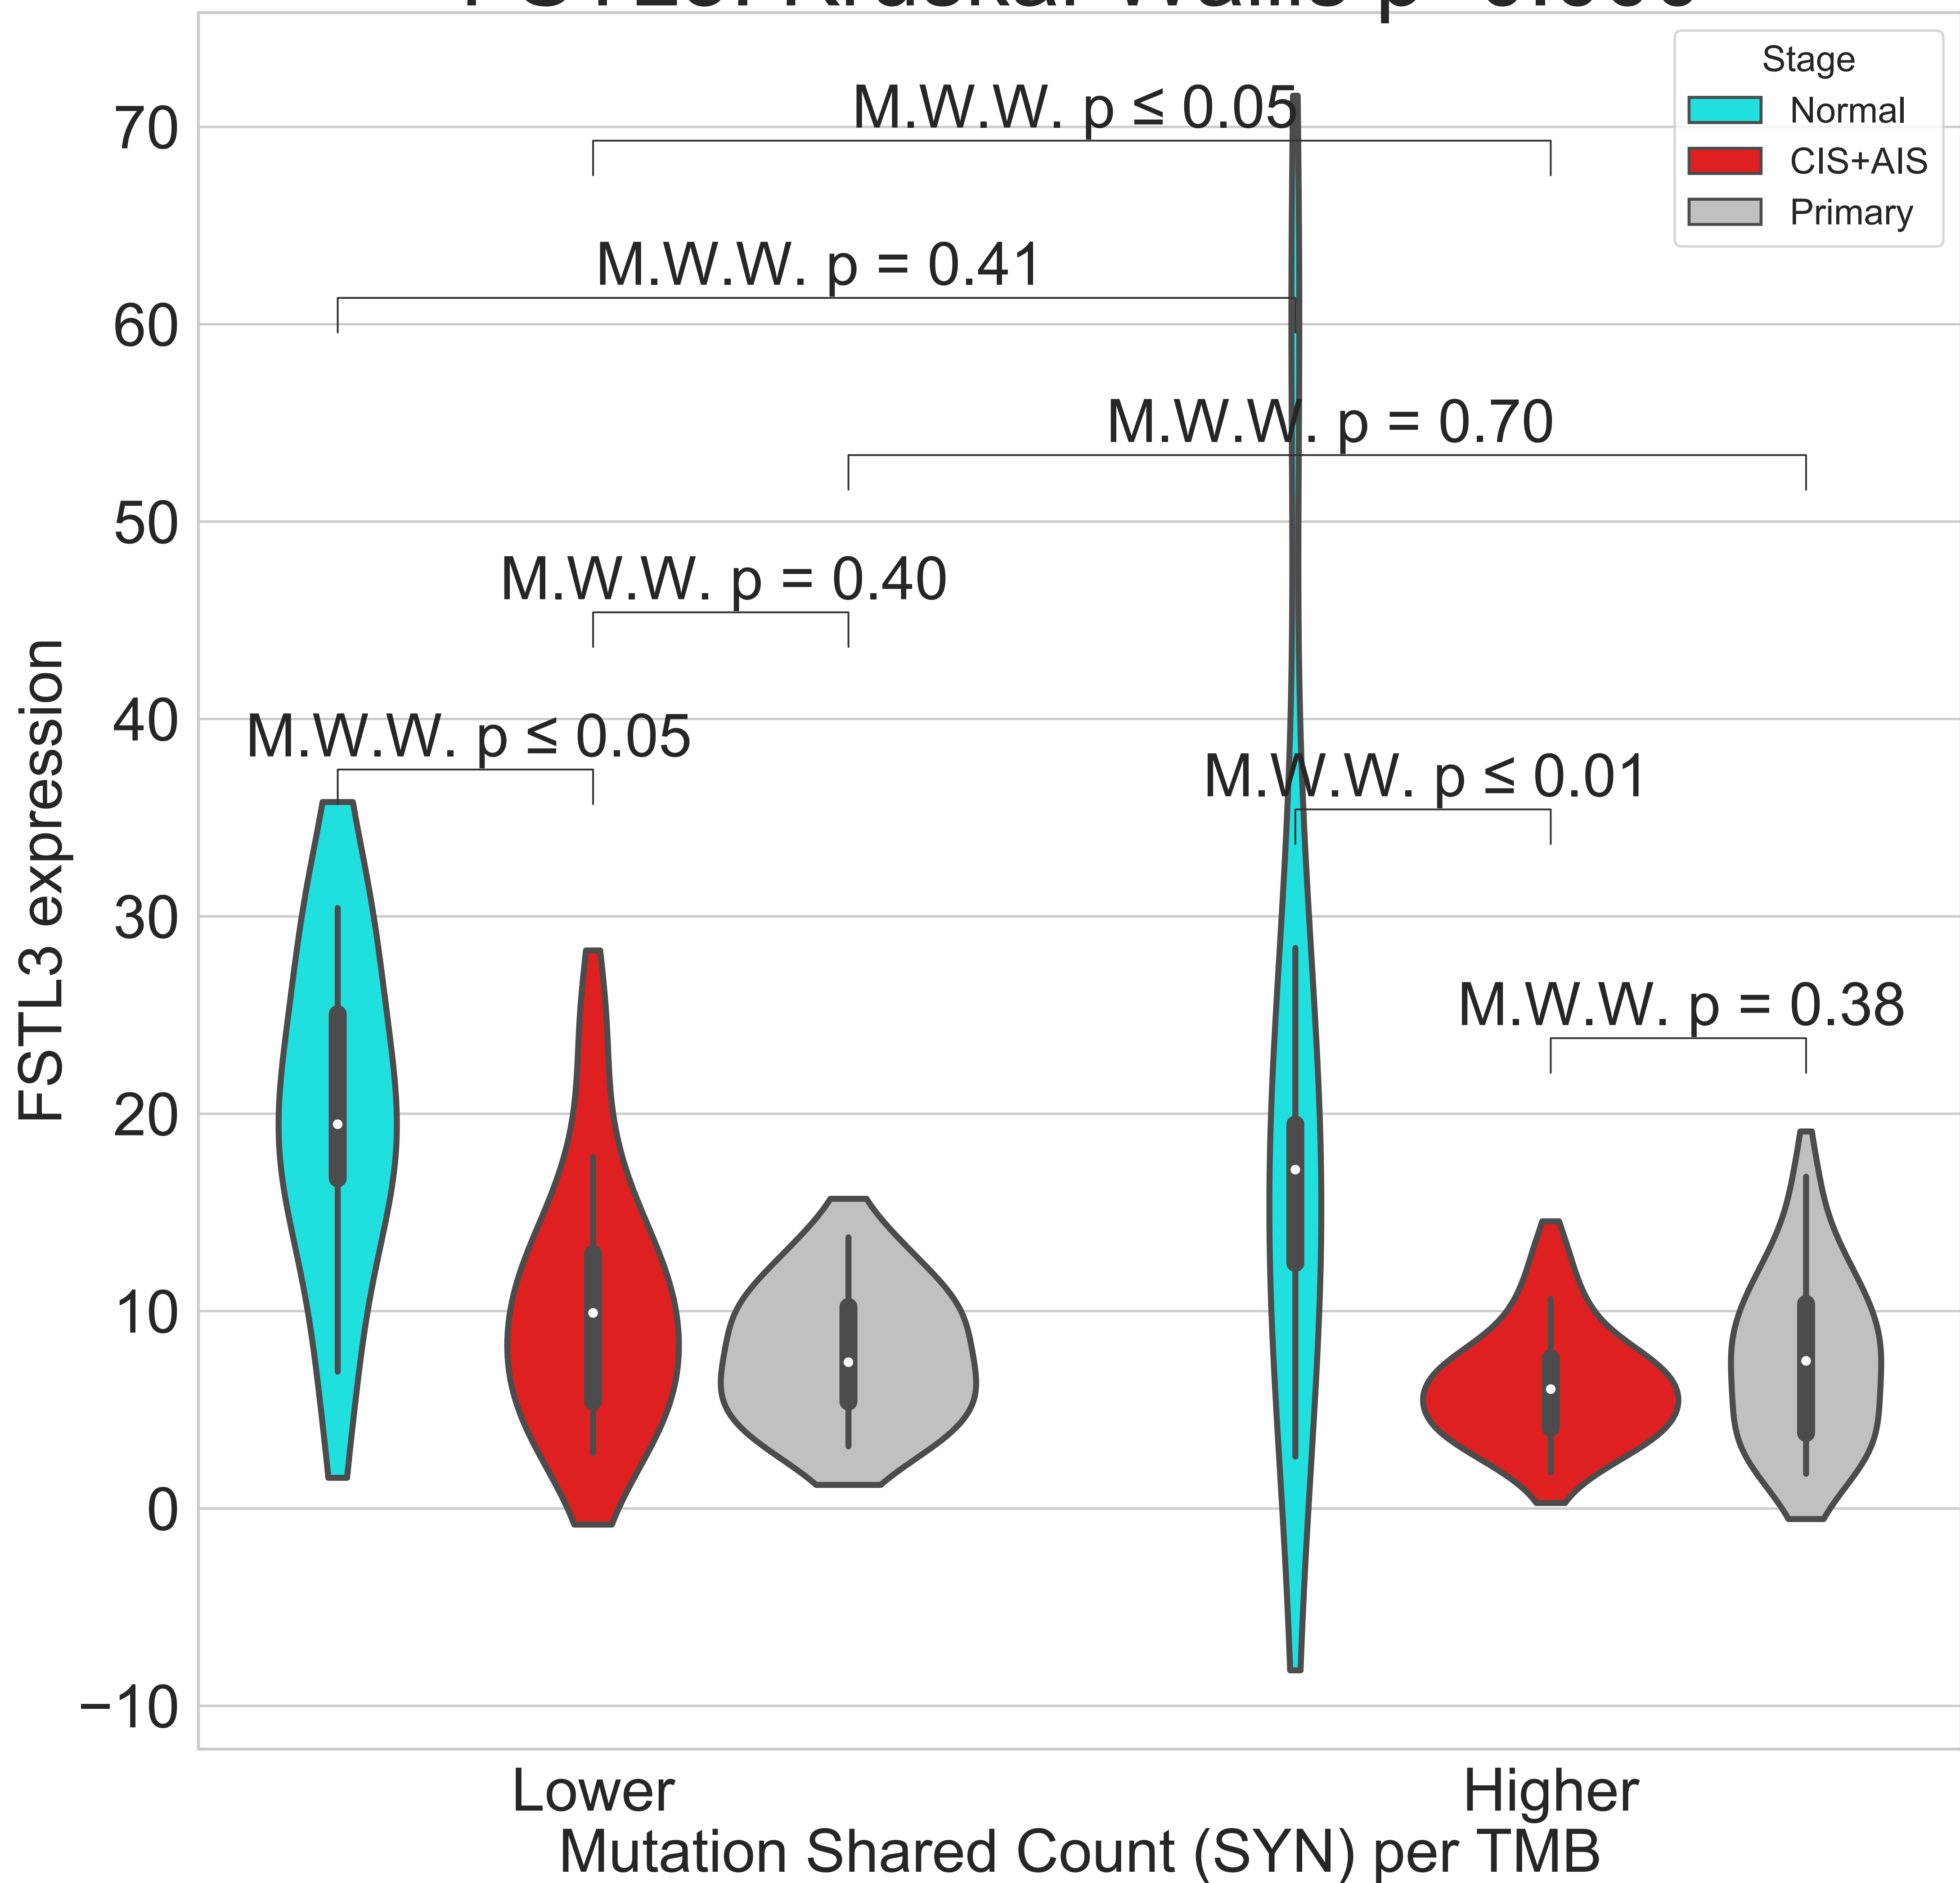 Stage
Normal
CIS+AIS
Primary
M.W.W. p ≤ 0.05
M.W.W. p = 0.41
M.W.W. p = 0.70
M.W.W. p = 0.40
M.W.W. p ≤ 0.05
M.W.W. p ≤ 0.01
M.W.W. p = 0.38
70
60
50
40
30
20
10
0
−10
FSTL3 expression
Lower
Higher
Mutation Shared Count (SYN) per TMB